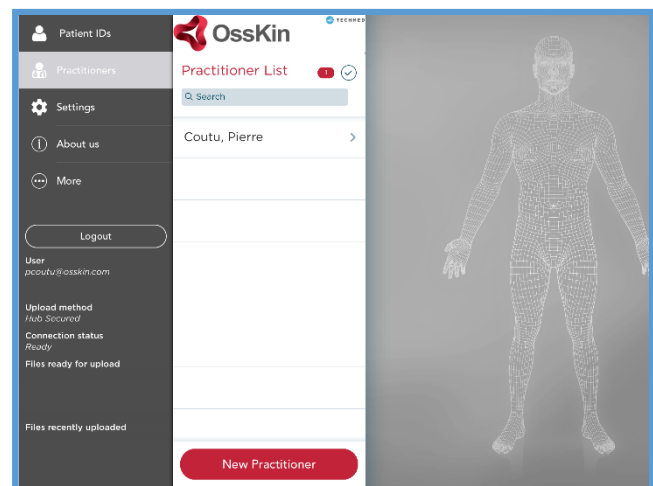 Patient IDs
Practitioners
Settings
About us
More
Logout
User
pcoutu@osskin.com
Upload method
Hub Secured
Connection status
Ready
Files ready for upload
Files recently uploaded
TECHMED
OssKin
Practitioner List
1
Search
Coutu, Pierre
New Practitioner